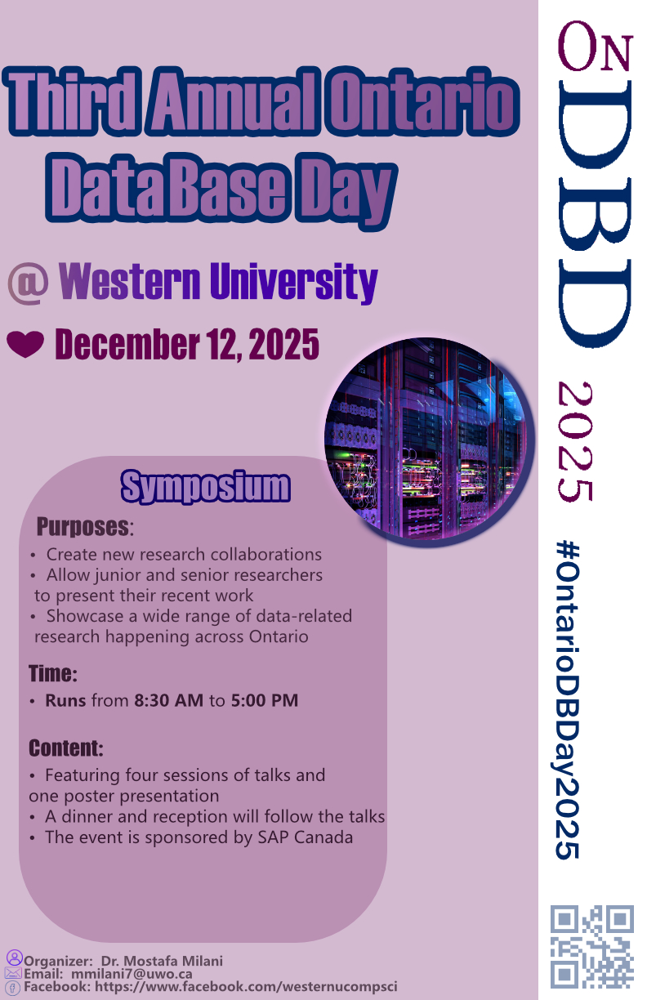 Third Annual Ontario
DataBase Day
@ Western University
December 12, 2025
Symposium
Purposes:
• Create new research collaborations
• Allow junior and senior researchers
to present their recent work
• Showcase a wide range of data-related
research happening across Ontario
Time:
• Runs from 8:30 AM to 5:00 PM
Content:
• Featuring four sessions of talks and
one poster presentation
• A dinner and reception will follow the talks
• The event is sponsored by SAP Canada
Organizer: Dr. Mostafa Milani
Email: mmilani7@uwo.ca
Facebook: https://www.facebook.com/westernucompsci
ON
DBD
2025
#OntarioDBDay2025